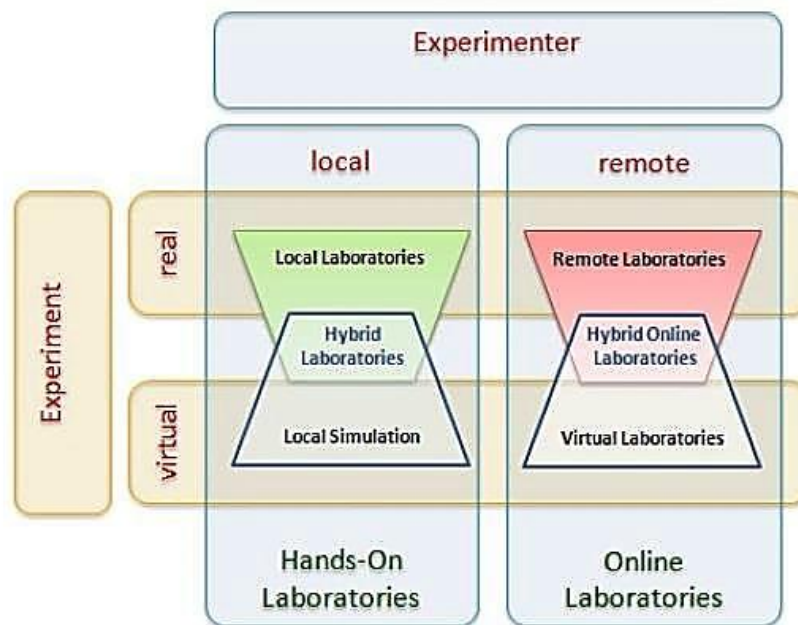 Experimenter
local
remote
Experiment
real
virtual
Local Laboratories
Remote Laboratories
Hybrid
Laboratories
Hybrid Online
Laboratories
Local Simulation
Virtual Laboratories
Hands-On
Laboratories
Online
Laboratories